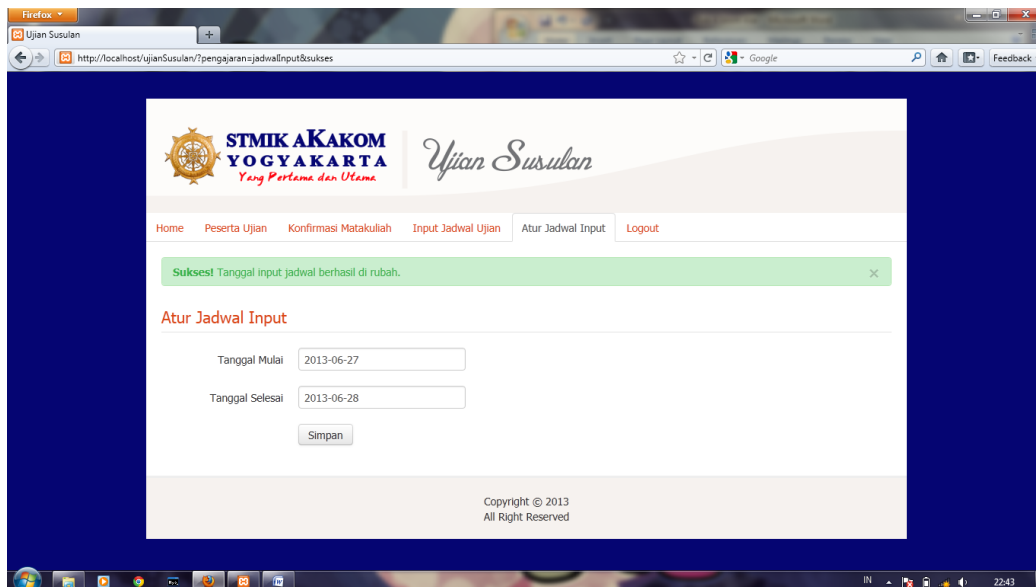 Firefox
Ujian Susulan
http://localhost/ujianSusulan/?pengajaran=jadwalInput&sukses
Google
Feedback
STMIK AKAKOM
YOGYAKARTA
Yang Pertama dan Utama
Ujian Susulan
Home Peserta Ujian Konfirmasi Matakuliah Input Jadwal Ujian Atur Jadwal Input Logout
Sukses! Tanggal input jadwal berhasil di rubah. ×
Atur Jadwal Input
Tanggal Mulai 2013-06-27
Tanggal Selesai 2013-06-28
Simpan
Copyright © 2013
All Right Reserved
IN 22:43